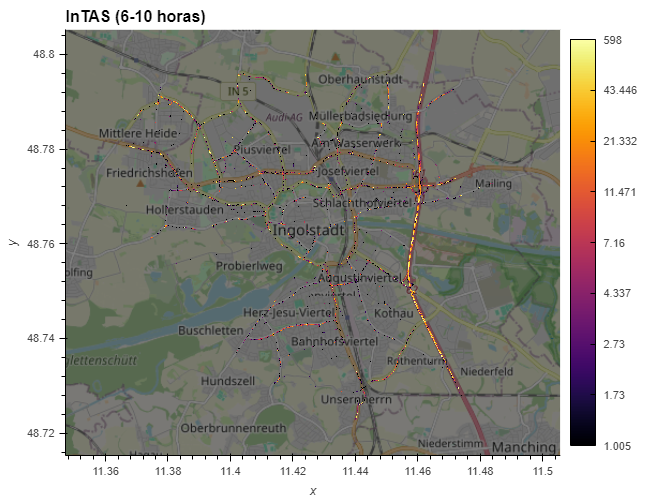 InTAS (6-10 horas)
598
43.446
21.332
11.471
7.16
4.337
2.73
1.73
1.005
y
48.8
48.78
48.76
48.74
48.72
Oberhaunstadt
IN 5
Audi AG
Müllerbadsiedlung
Mittlere Heide
Am Wasserwerk
Piusviertel
Friedrichshofen
Josefviertel
Mailing
Hollerstauden
Schlachthofviertel
Ingolstadt
Probierlweg
Augustinviertel
Herz-Jesu-Viertel
Kothau
Buschletten
Bahnhofsviertel
Rothenturm
Niederfeld
Hundszell
Unsernherrn
Oberbrunnenreuth
Niederstimm
Manching
11.36
11.38
11.4
11.42
11.44
11.46
11.48
11.5
x